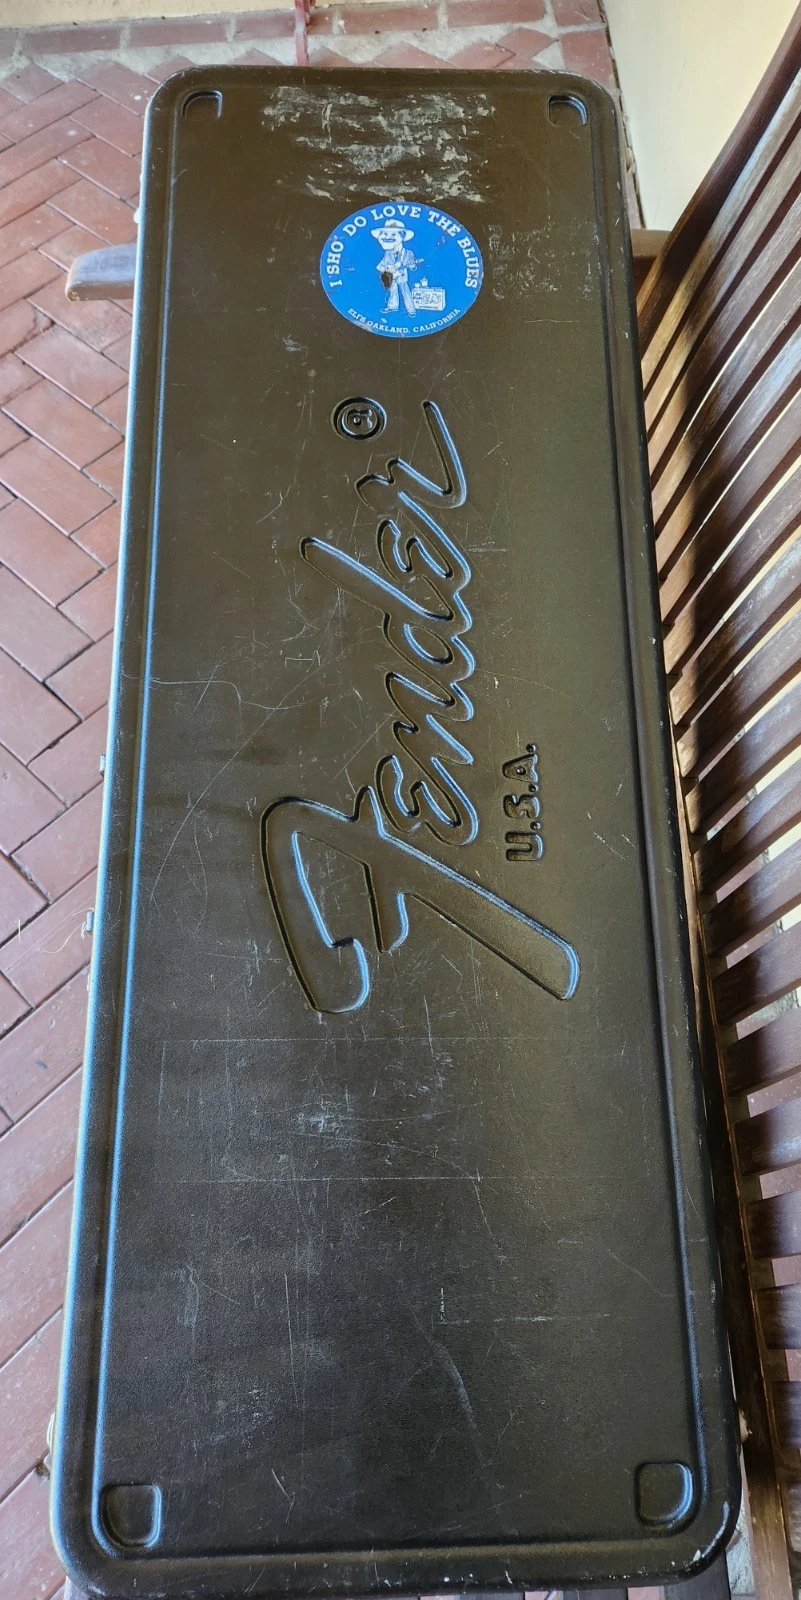 I SHO' DO LOVE THE BLUES
ELI'S OAKLAND, CALIFORNIA
Fender®
U.S.A.